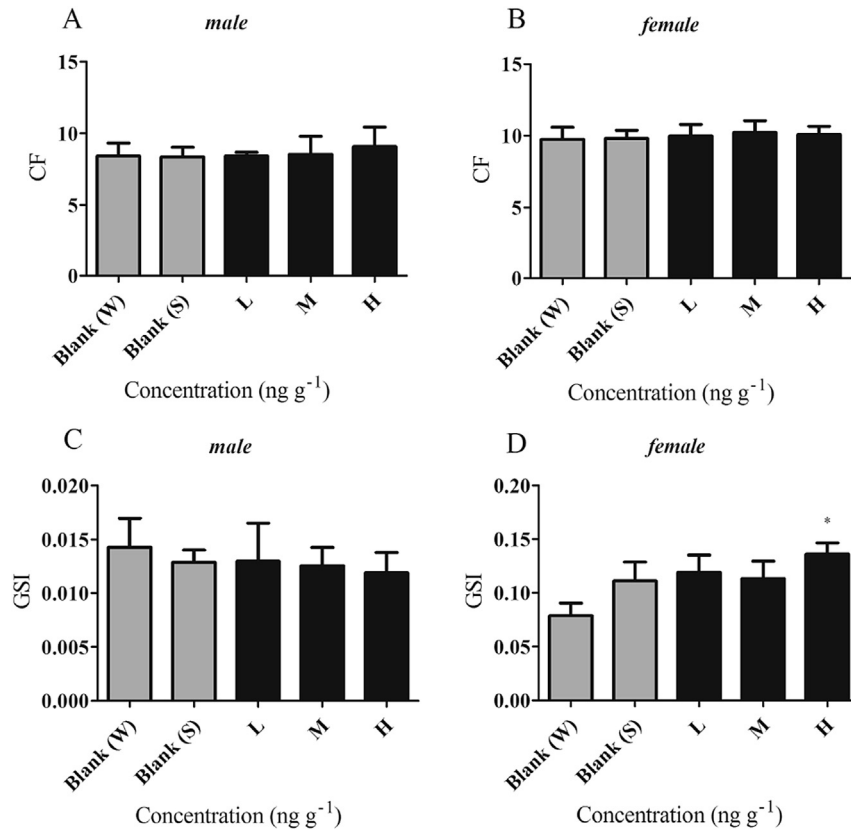 A
male
15
10
5
0
CF
Blank (W)
Blank (S)
L
M
H
Concentration (ng g⁻¹)
B
female
15
10
5
0
CF
Blank (W)
Blank (S)
L
M
H
Concentration (ng g⁻¹)
C
male
0.020
0.015
0.010
0.005
0.000
GSI
Blank (W)
Blank (S)
L
M
H
Concentration (ng g⁻¹)
D
female
0.20
0.15
0.10
0.05
0.00
GSI
*
Blank (W)
Blank (S)
L
M
H
Concentration (ng g⁻¹)